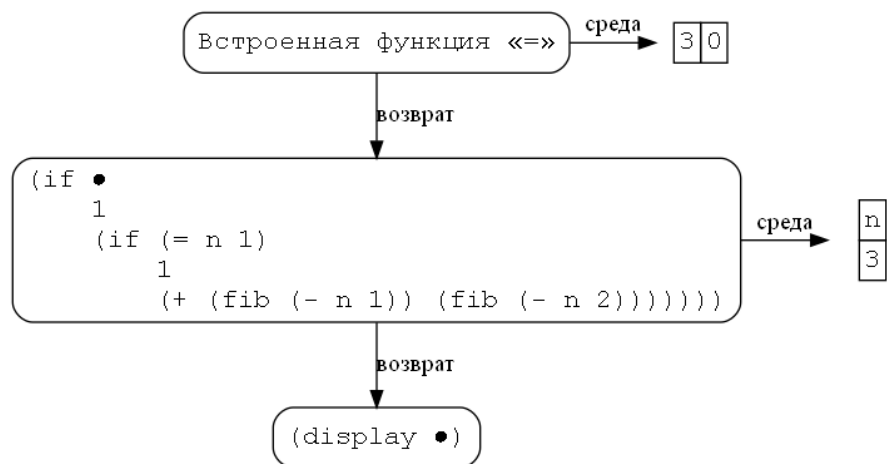 Встроенная функция «=»
среда
3 0
возврат
(if ●
1
(if (= n 1)
1
(+ (fib (- n 1)) (fib (- n 2)))))))
среда
n
3
возврат
(display ●)